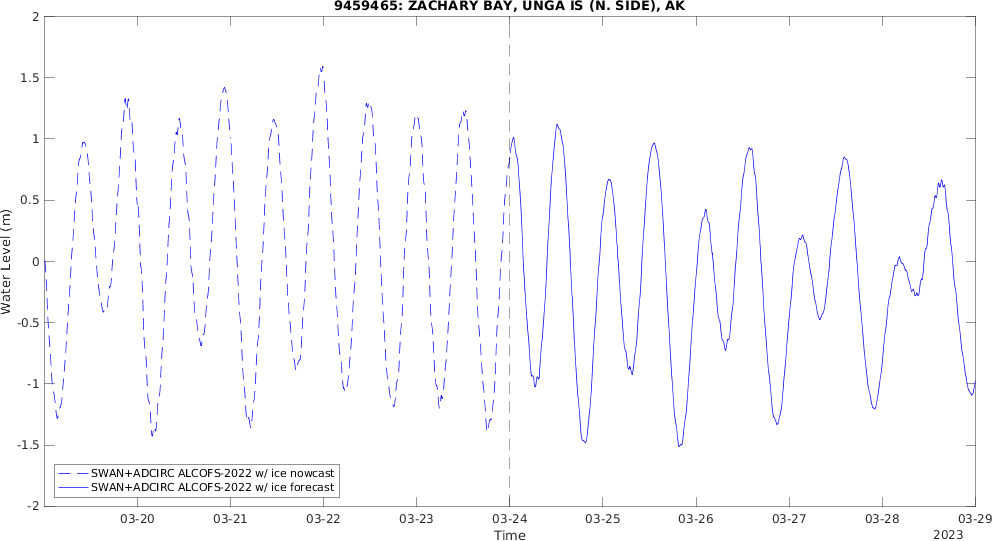 9459465: ZACHARY BAY, UNGA IS (N. SIDE), AK
2
1.5
1
0.5
0
-0.5
-1
-1.5
-2
Water Level (m)
SWAN+ADCIRC ALCOFS-2022 w/ ice nowcast
SWAN+ADCIRC ALCOFS-2022 w/ ice forecast
03-20 03-21 03-22 03-23 03-24 03-25 03-26 03-27 03-28 03-29
Time
2023